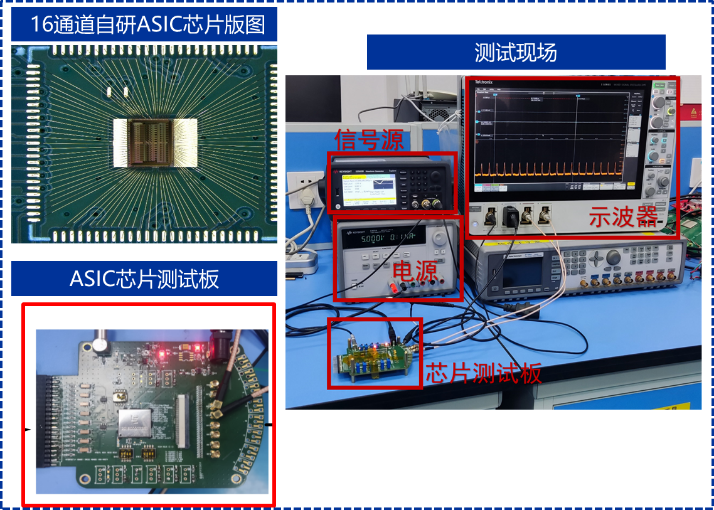 16通道自研ASIC芯片版图
测试现场
信号源
Tektronix
示波器
电源
ASIC芯片测试板
芯片测试板